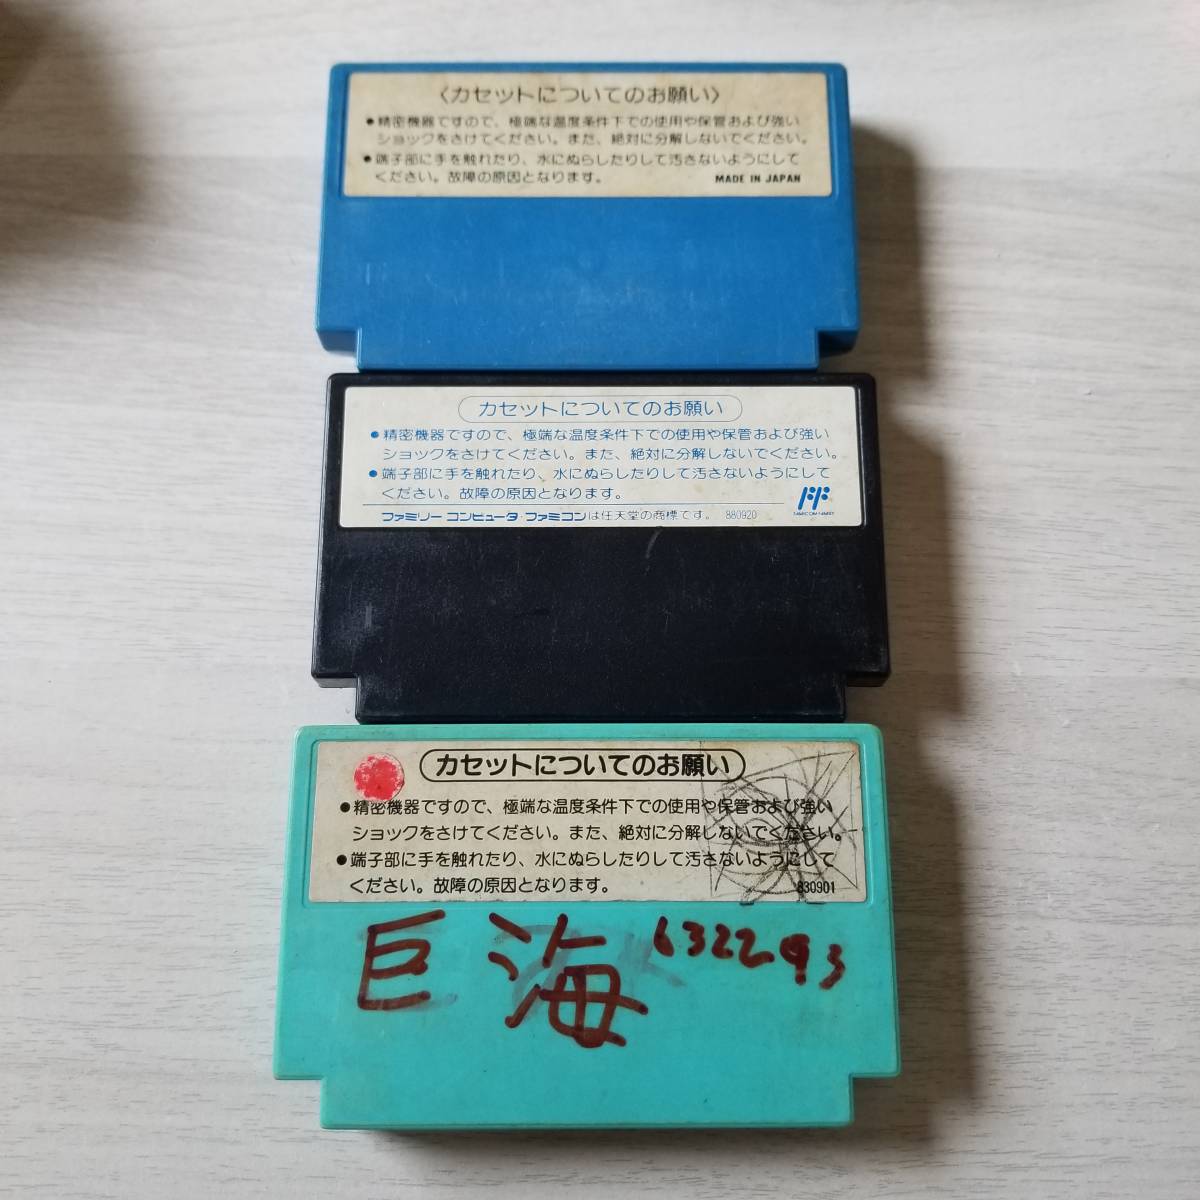 〈カセットについてのお願い〉
●精密機器ですので、極端な温度条件下での使用や保管および強い
ショックをさけてください。また、絶対に分解しないでください。
●端子部に手を触れたり、水にぬらしたりして汚さないようにして
ください。故障の原因となります。 MADE IN JAPAN
カセットについてのお願い
●精密機器ですので、極端な温度条件下での使用や保管および強い
ショックをさけてください。また、絶対に分解しないでください。
●端子部に手を触れたり、水にぬらしたりして汚さないようにして
ください。故障の原因となります。
ファミリーコンピュータ・ファミコンは任天堂の商標です。 880920
FF
FAMICOM FAMILY
カセットについてのお願い
●精密機器ですので、極端な温度条件下での使用や保管および強い
ショックをさけてください。また、絶対に分解しないでください。
●端子部に手を触れたり、水にぬらしたりして汚さないようにして
ください。故障の原因となります。 830901
巨海 632293